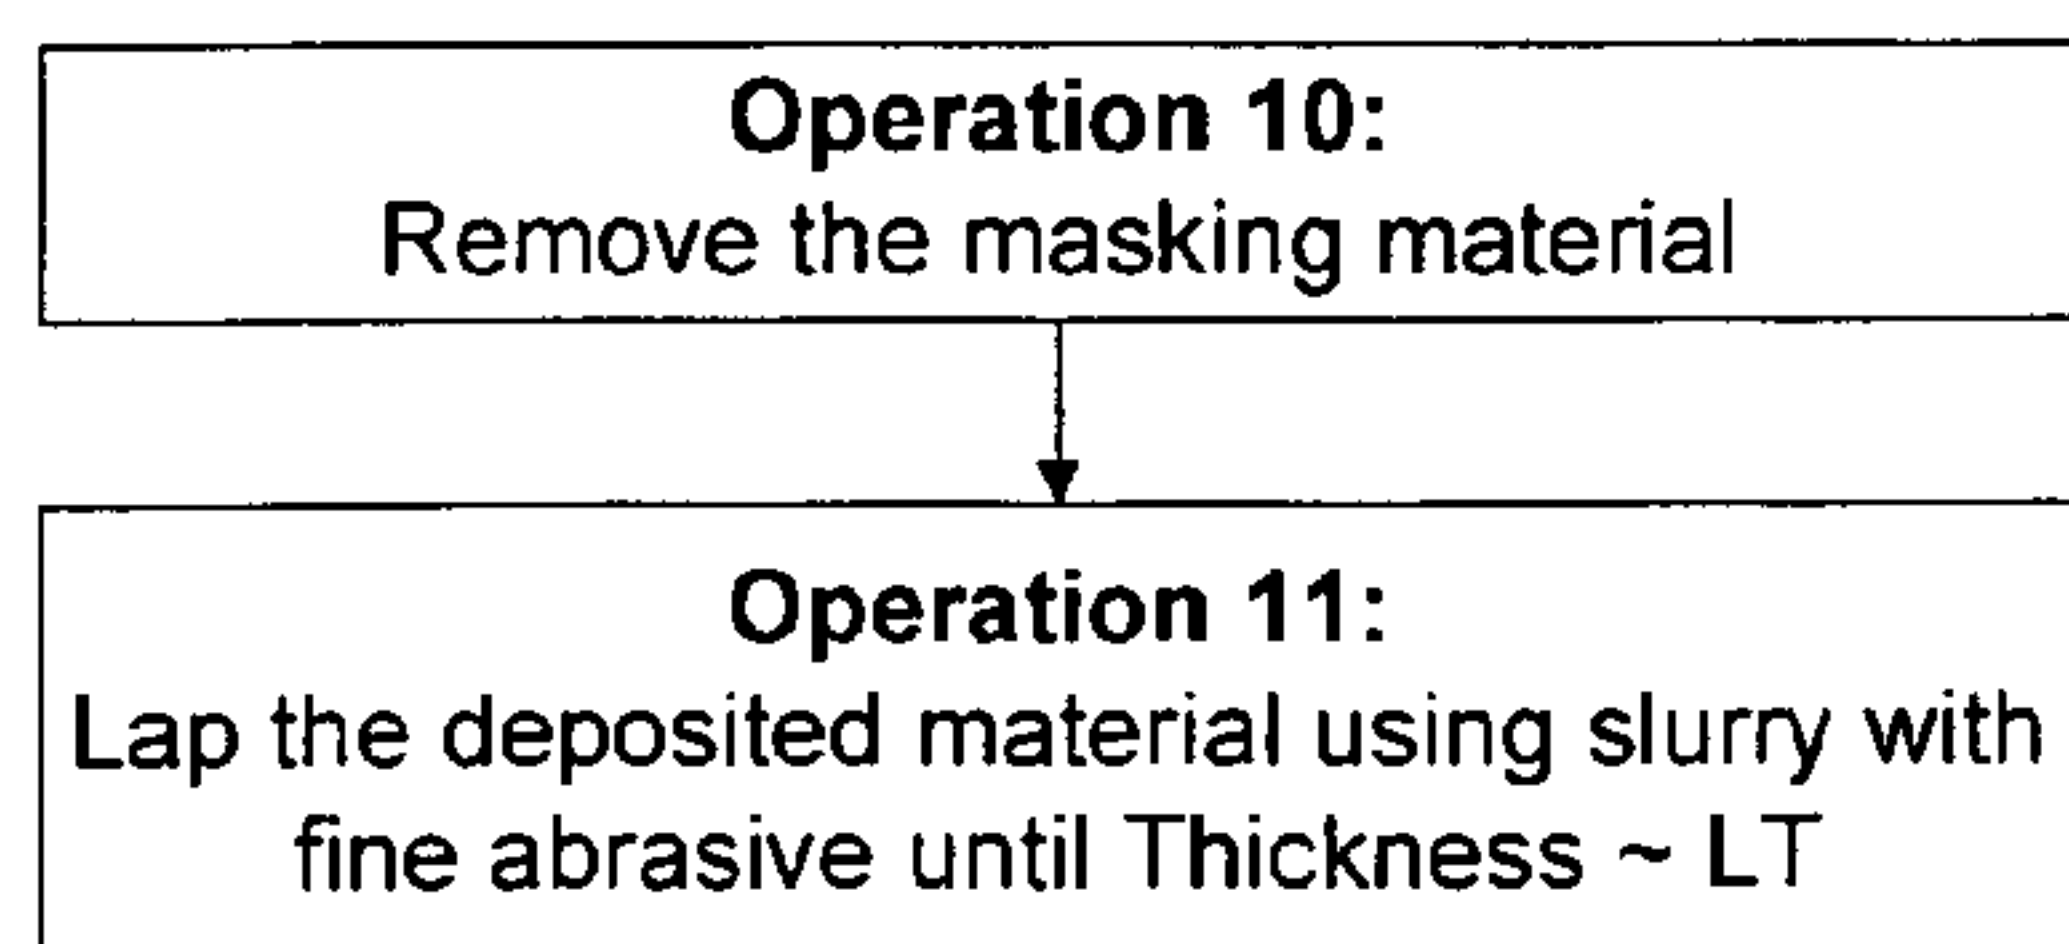 Operation 10:
Remove the masking material
Operation 11:
Lap the deposited material using slurry with
fine abrasive until Thickness ~ LT